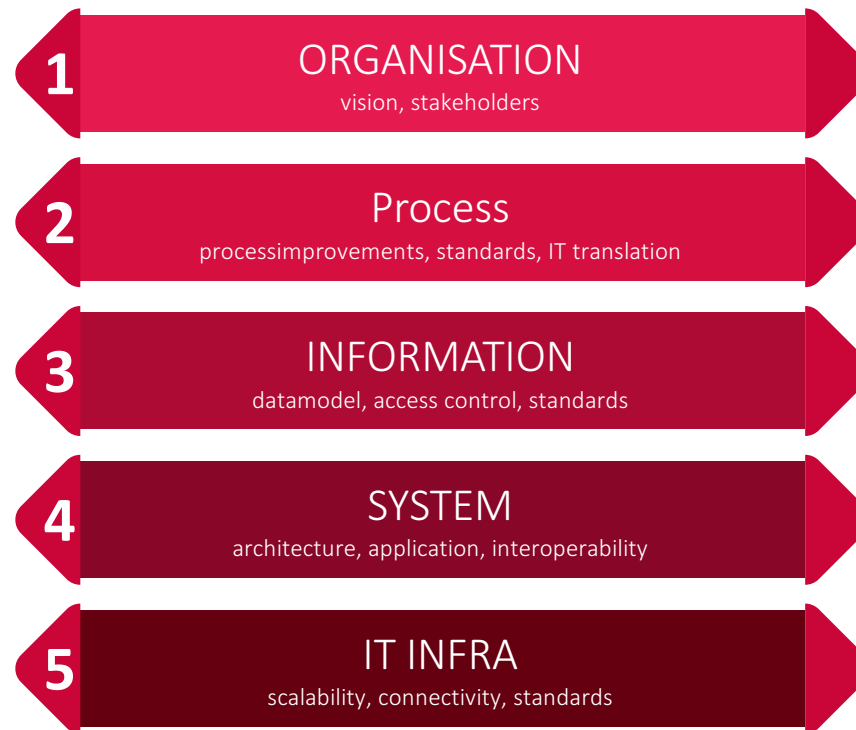 1
ORGANISATION
vision, stakeholders
2
Process
processimprovements, standards, IT translation
3
INFORMATION
datamodel, access control, standards
4
SYSTEM
architecture, application, interoperability
5
IT INFRA
scalability, connectivity, standards